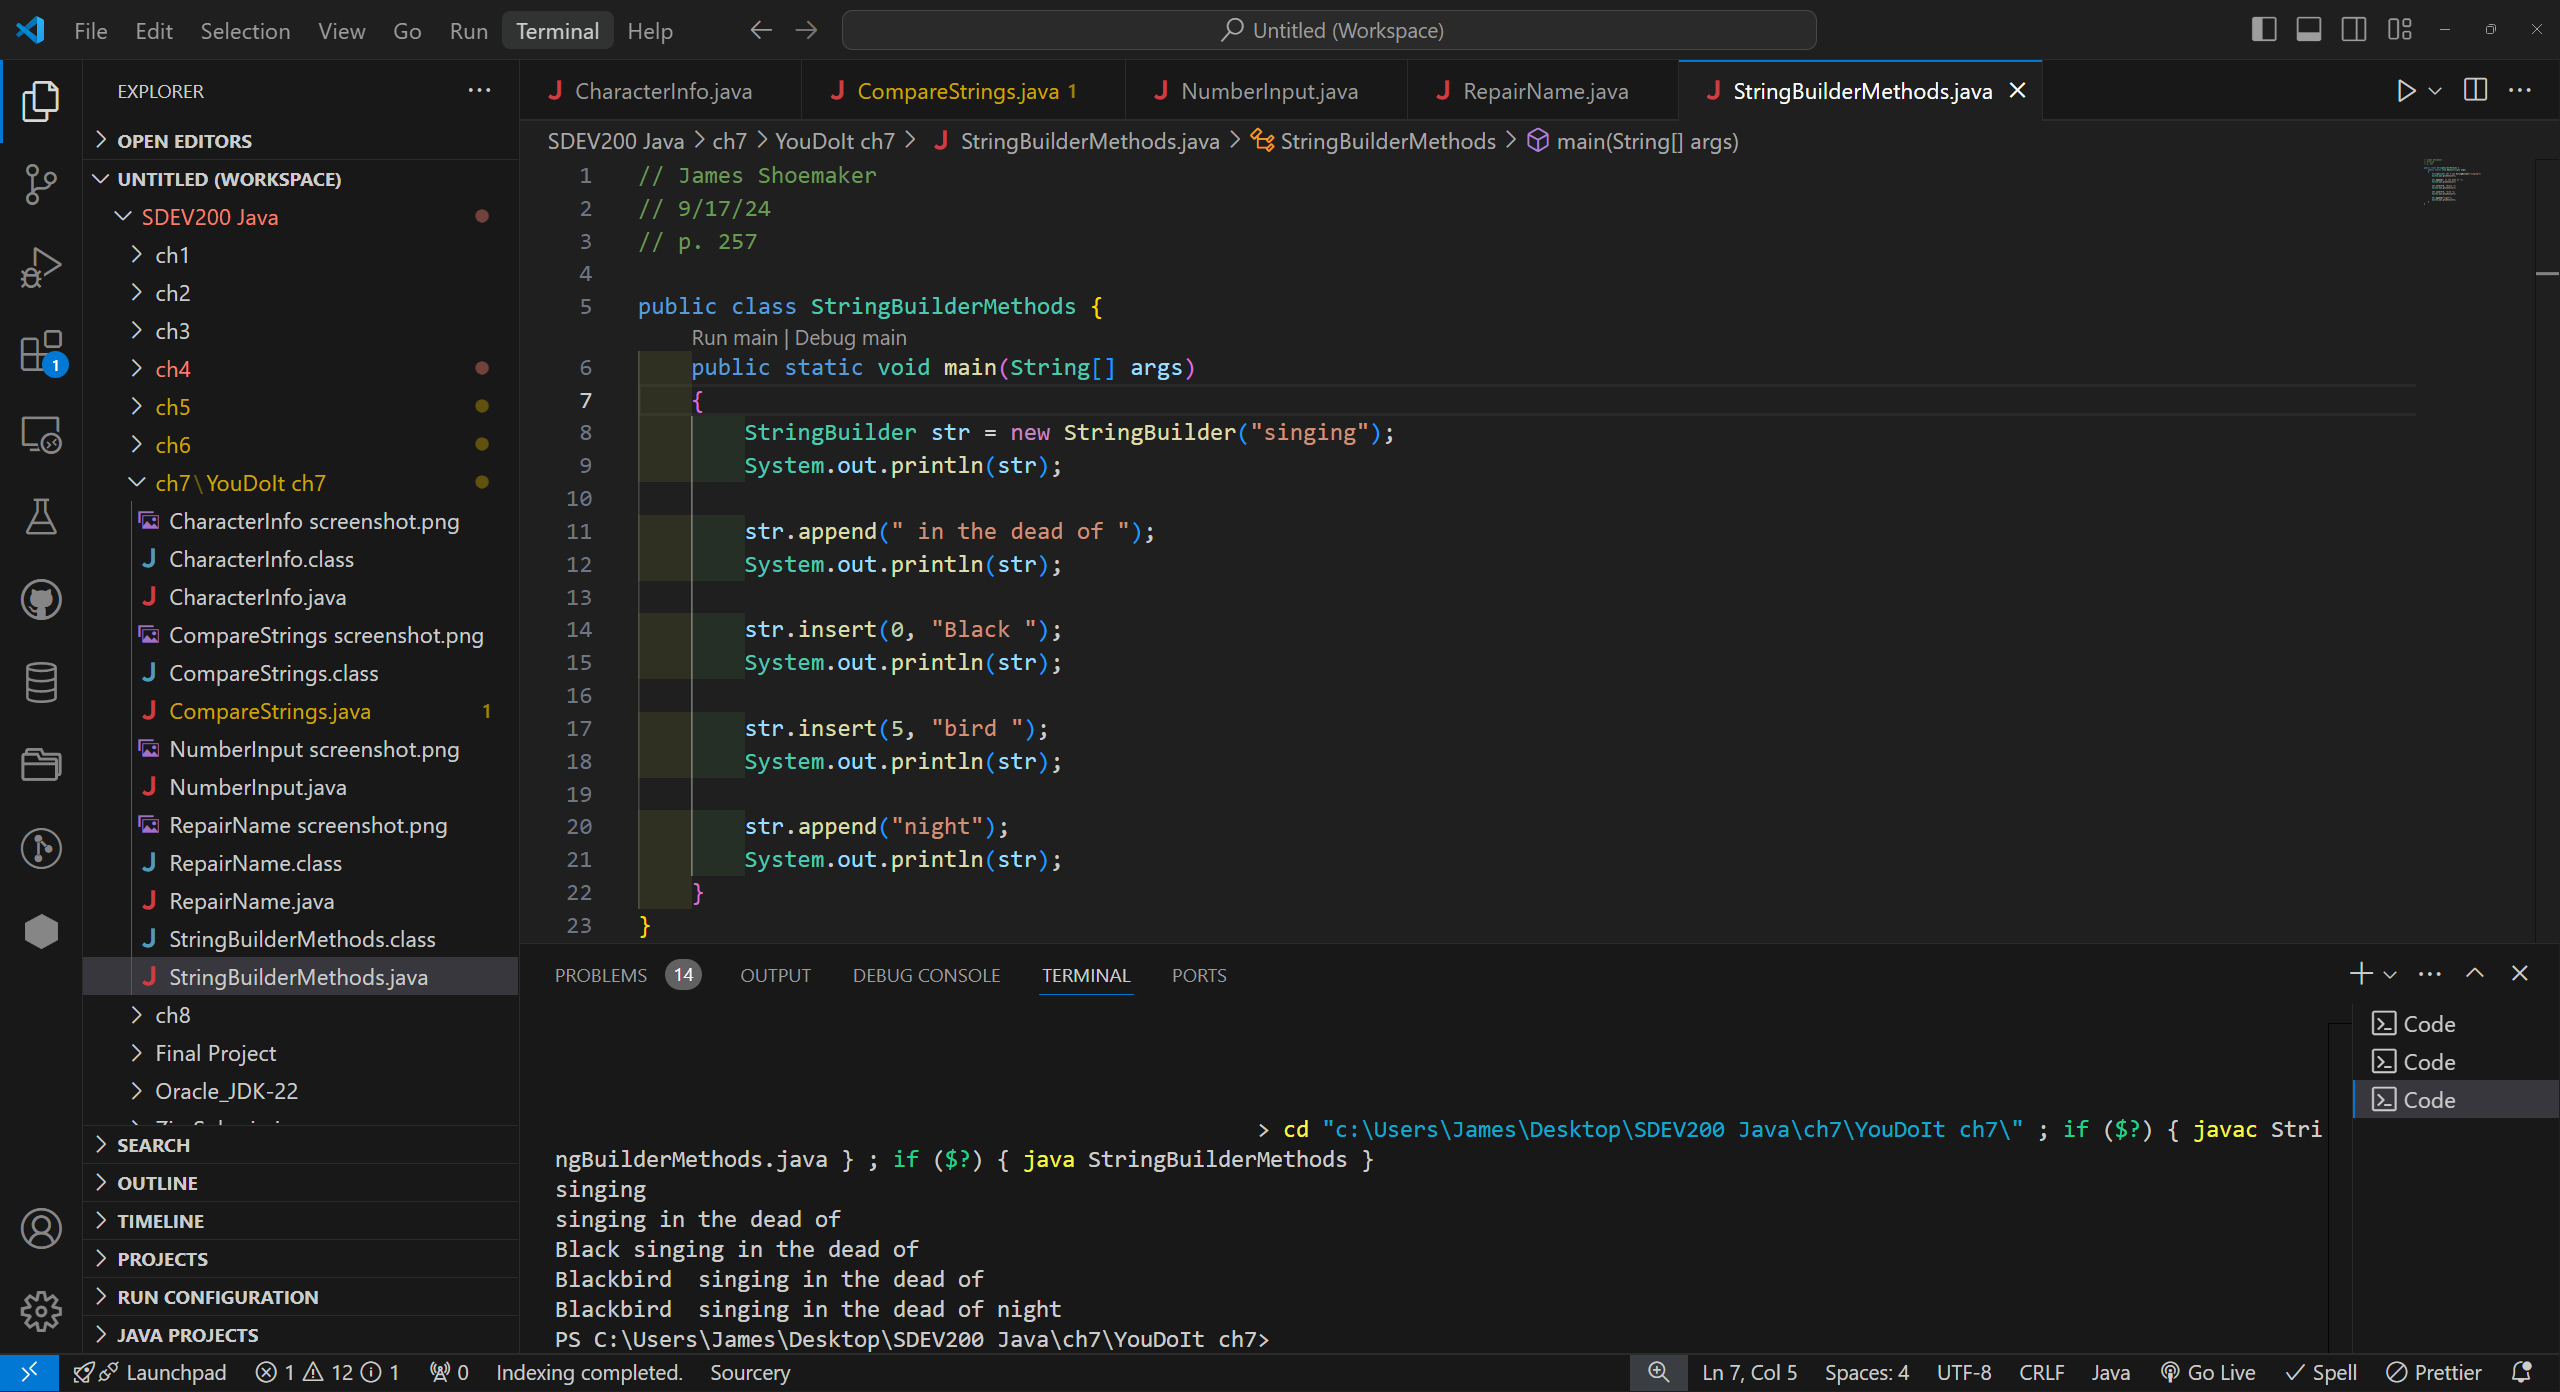 File Edit Selection View Go Run Terminal Help Untitled (Workspace)
EXPLORER
OPEN EDITORS
UNTITLED (WORKSPACE)
SDEV200 Java
ch1
ch2
ch3
ch4
ch5
ch6
ch7\YouDoIt ch7
CharacterInfo screenshot.png
CharacterInfo.class
CharacterInfo.java
CompareStrings screenshot.png
CompareStrings.class
CompareStrings.java 1
NumberInput screenshot.png
NumberInput.java
RepairName screenshot.png
RepairName.class
RepairName.java
StringBuilderMethods.class
StringBuilderMethods.java
ch8
Final Project
Oracle_JDK-22
SEARCH
OUTLINE
TIMELINE
PROJECTS
RUN CONFIGURATION
JAVA PROJECTS
1
CharacterInfo.java CompareStrings.java 1 NumberInput.java RepairName.java StringBuilderMethods.java
SDEV200 Java > ch7 > YouDoIt ch7 > StringBuilderMethods.java > StringBuilderMethods > main(String[] args)
1 // James Shoemaker
2 // 9/17/24
3 // p. 257
4
5 public class StringBuilderMethods {
Run main | Debug main
6 public static void main(String[] args)
7 {
8 StringBuilder str = new StringBuilder("singing");
9 System.out.println(str);
10
11 str.append(" in the dead of ");
12 System.out.println(str);
13
14 str.insert(0, "Black ");
15 System.out.println(str);
16
17 str.insert(5, "bird ");
18 System.out.println(str);
19
20 str.append("night");
21 System.out.println(str);
22 }
23 }
PROBLEMS 14 OUTPUT DEBUG CONSOLE TERMINAL PORTS
> cd "c:\Users\James\Desktop\SDEV200 Java\ch7\YouDoIt ch7\" ; if ($?) { javac Stri
ngBuilderMethods.java } ; if ($?) { java StringBuilderMethods }
singing
singing in the dead of
Black singing in the dead of
Blackbird  singing in the dead of
Blackbird  singing in the dead of night
PS C:\Users\James\Desktop\SDEV200 Java\ch7\YouDoIt ch7>
Code
Code
Code
Launchpad 1 12 1 0 Indexing completed. Sourcery Ln 7, Col 5 Spaces: 4 UTF-8 CRLF Java Go Live Spell Prettier